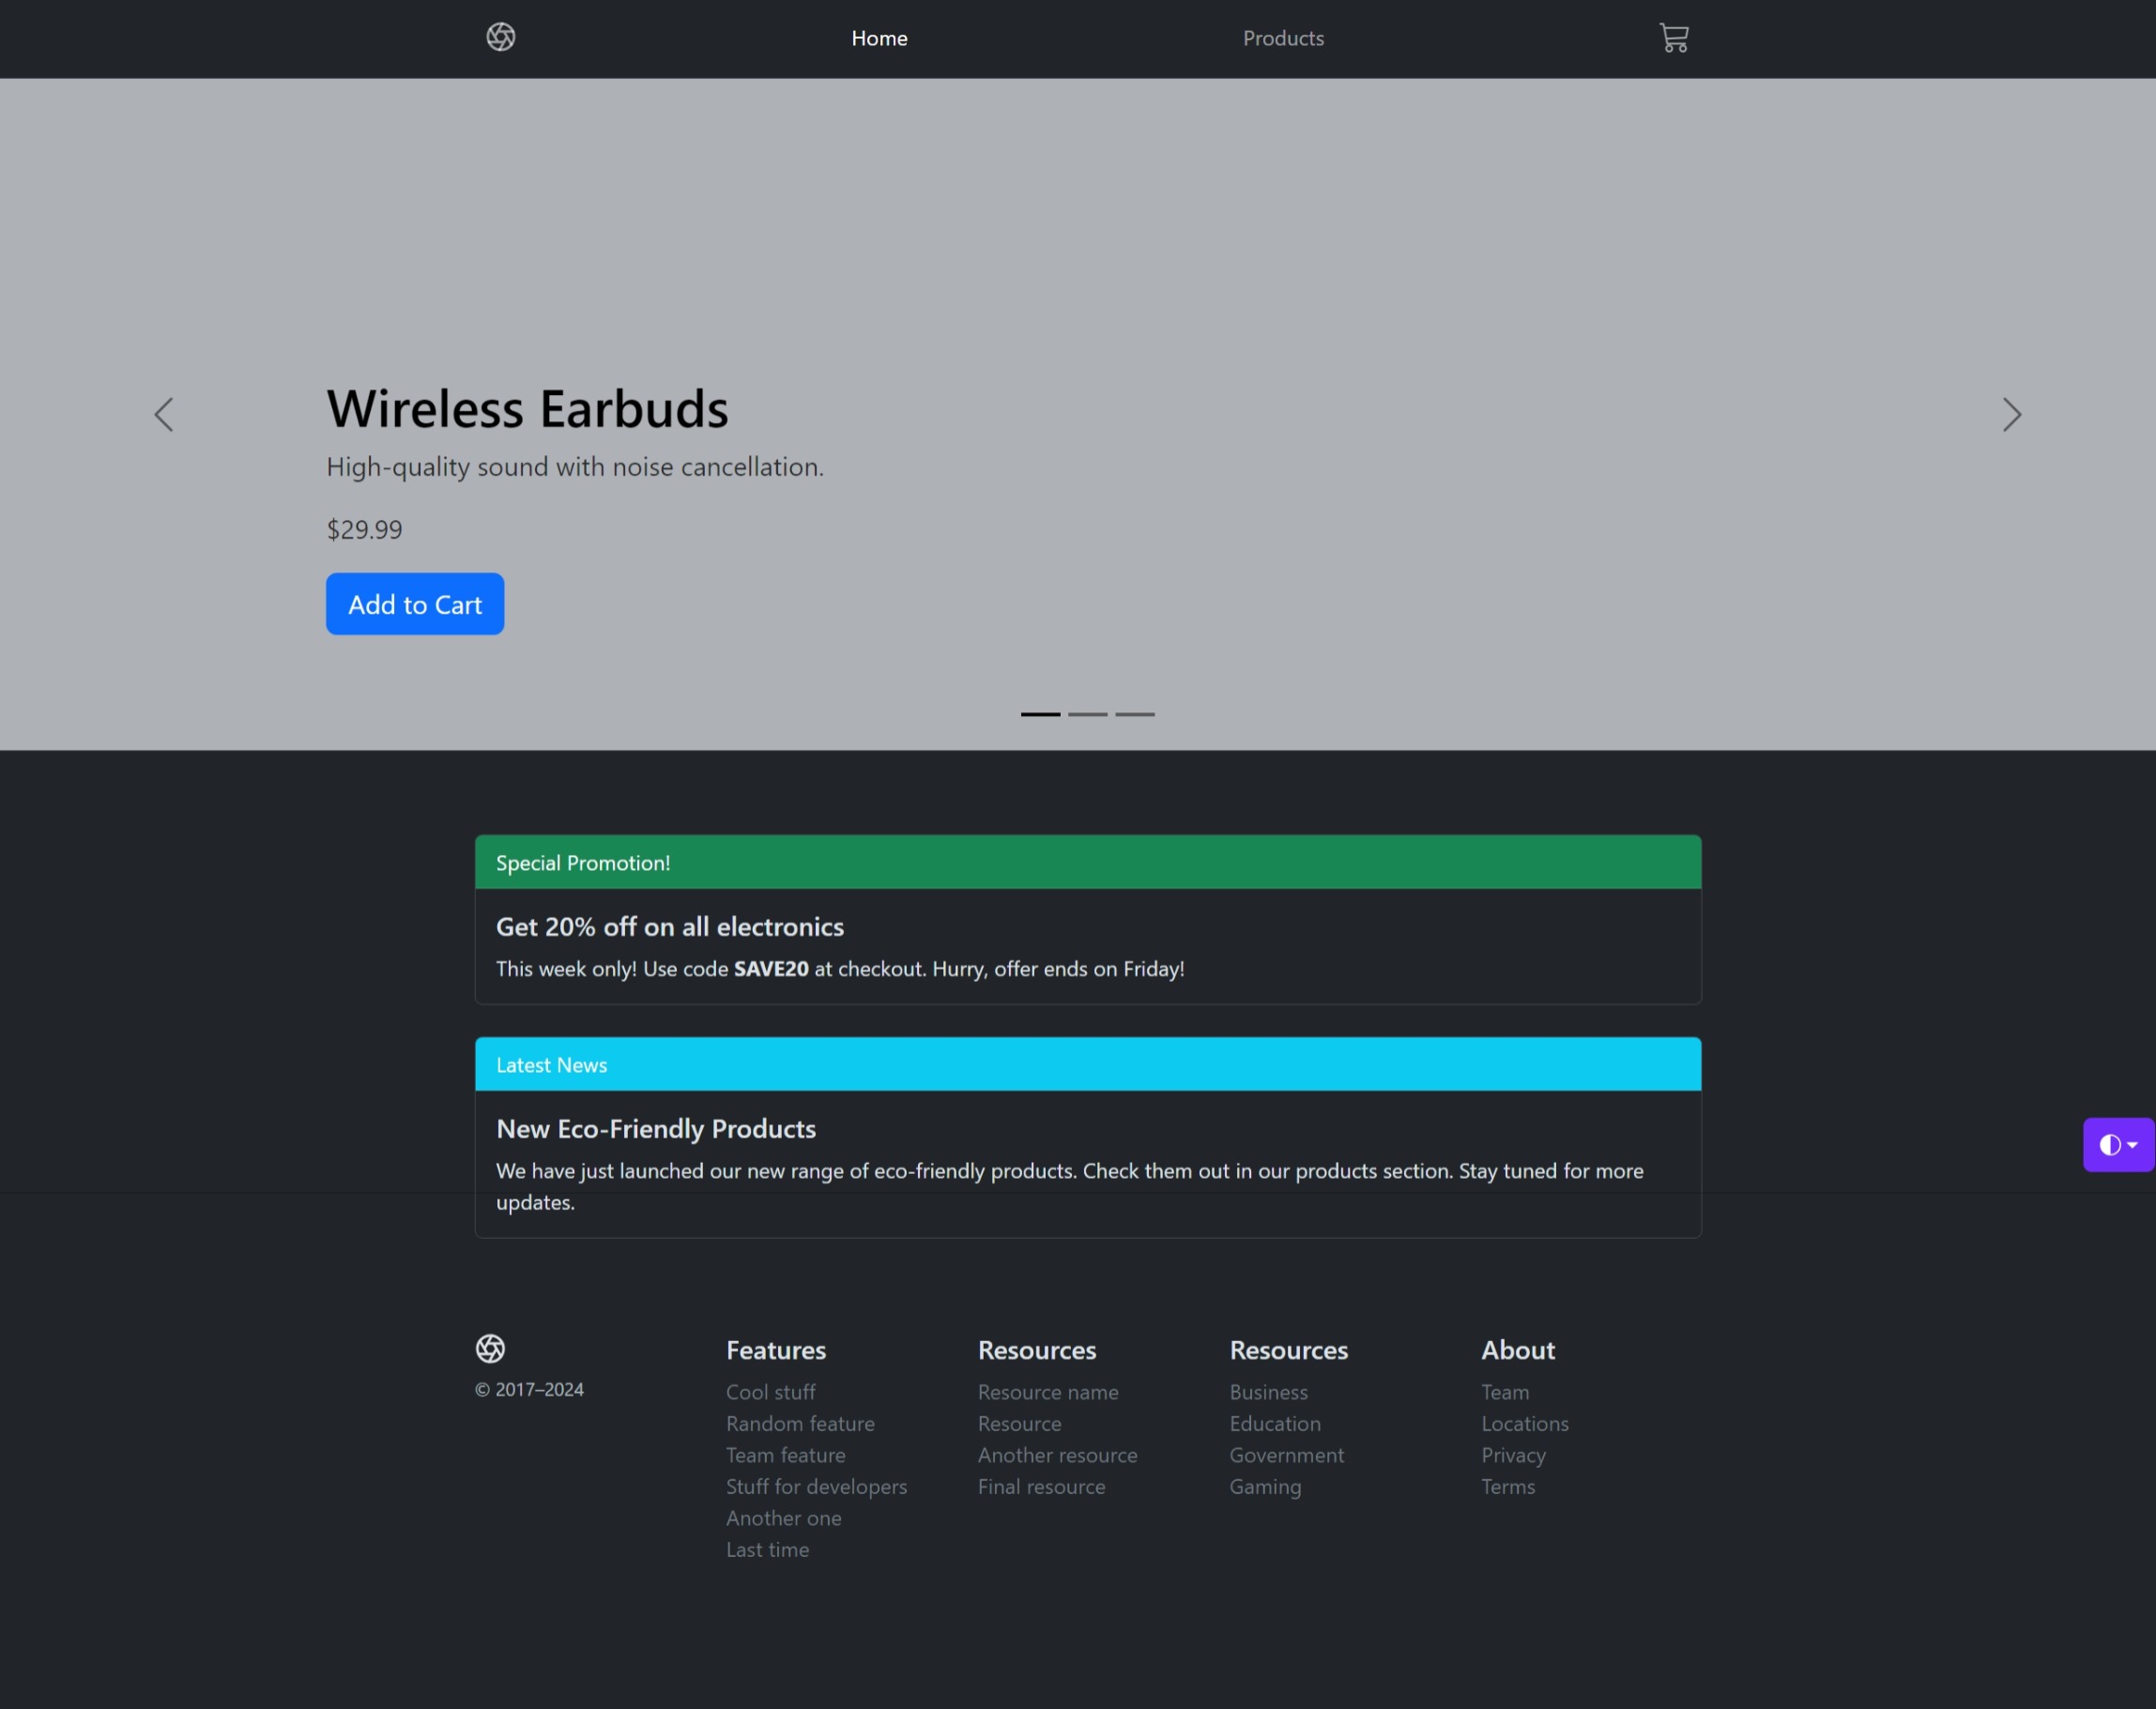 Home
Products
Wireless Earbuds
High-quality sound with noise cancellation.
$29.99
Add to Cart
Special Promotion!
Get 20% off on all electronics
This week only! Use code SAVE20 at checkout. Hurry, offer ends on Friday!
Latest News
New Eco-Friendly Products
We have just launched our new range of eco-friendly products. Check them out in our products section. Stay tuned for more
updates.
© 2017–2024
Features
Cool stuff
Random feature
Team feature
Stuff for developers
Another one
Last time
Resources
Resource name
Resource
Another resource
Final resource
Resources
Business
Education
Government
Gaming
About
Team
Locations
Privacy
Terms